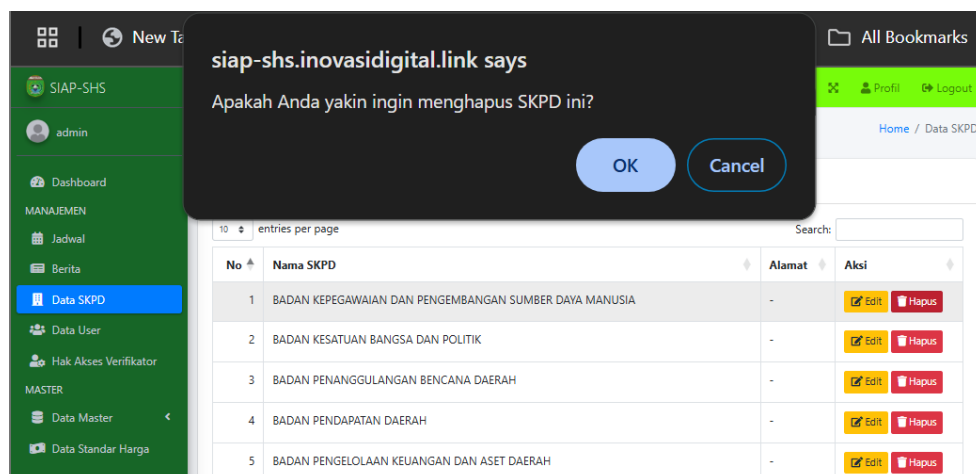 New Ta
All Bookmarks
siap-shs.inovasidigital.link says
Apakah Anda yakin ingin menghapus SKPD ini?
OK
Cancel
SIAP-SHS
Profil
Logout
admin
Home / Data SKPD
Dashboard
MANAJEMEN
Jadwal
Berita
Data SKPD
Data User
Hak Akses Verifikator
MASTER
Data Master
Data Standar Harga
10 entries per page
Search:
No Nama SKPD Alamat Aksi
1 BADAN KEPEGAWAIAN DAN PENGEMBANGAN SUMBER DAYA MANUSIA - Edit Hapus
2 BADAN KESATUAN BANGSA DAN POLITIK - Edit Hapus
3 BADAN PENANGGULANGAN BENCANA DAERAH - Edit Hapus
4 BADAN PENDAPATAN DAERAH - Edit Hapus
5 BADAN PENGELOLAAN KEUANGAN DAN ASET DAERAH - Edit Hapus